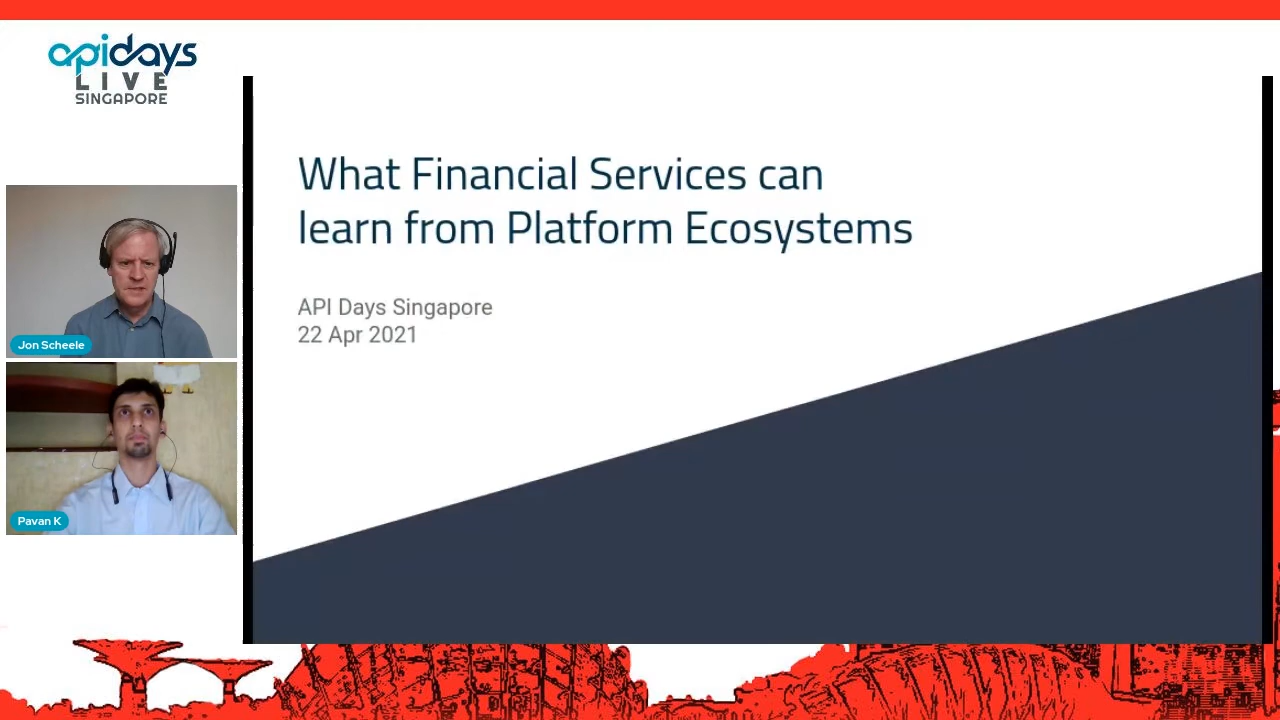 apidays
LIVE
SINGAPORE
What Financial Services can
learn from Platform Ecosystems
API Days Singapore
22 Apr 2021
Jon Scheele
Pavan K